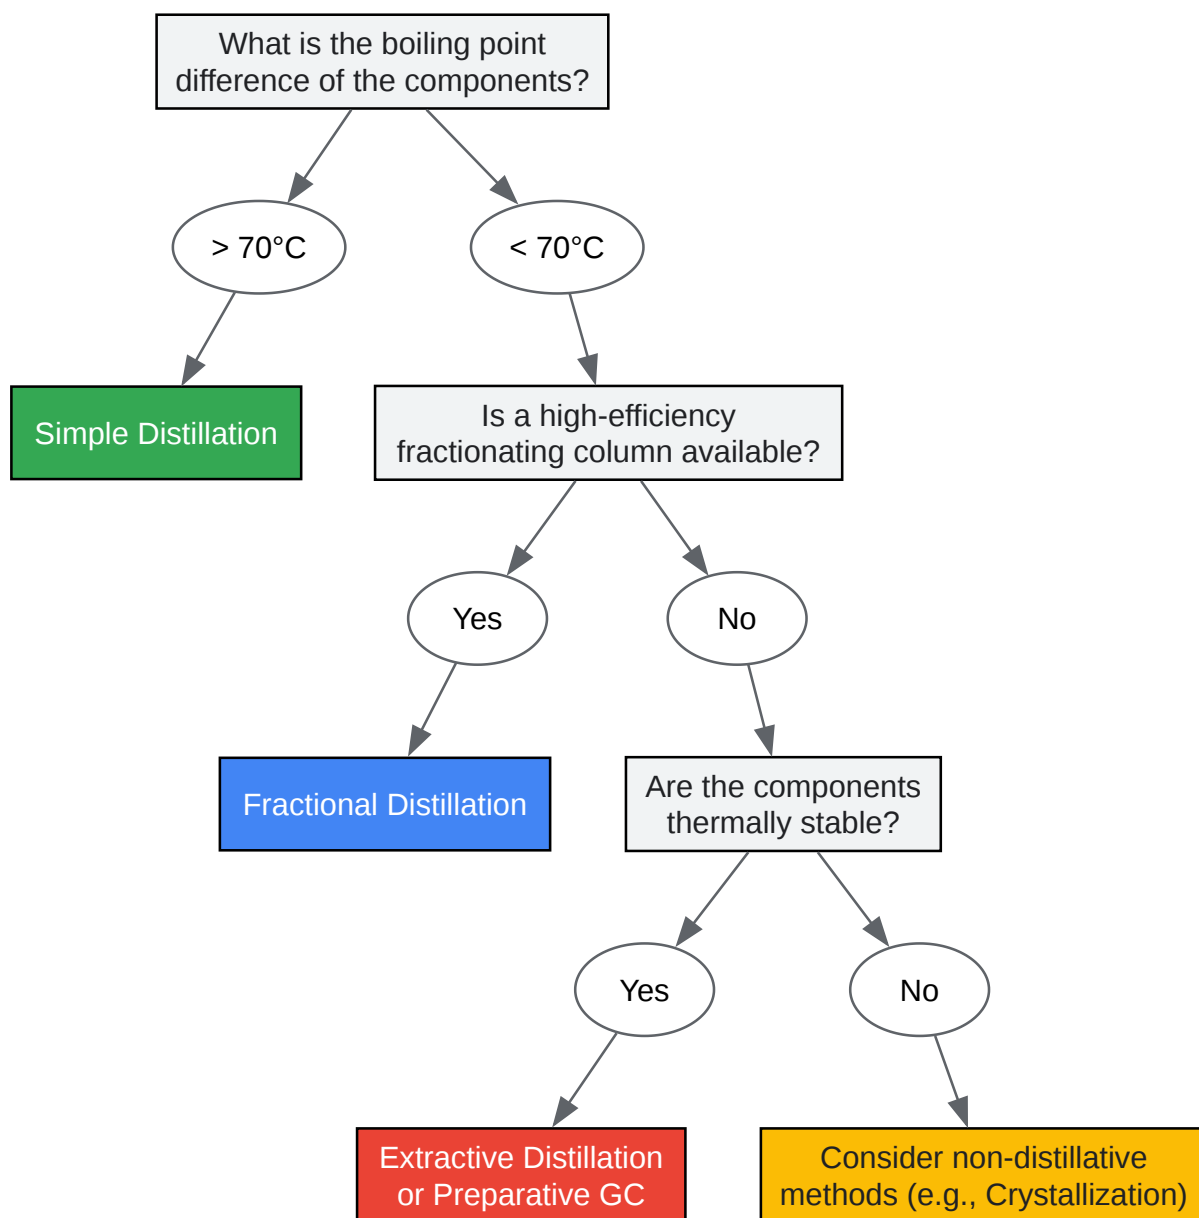 What is the boiling point
difference of the components?
> 70°C
< 70°C
Simple Distillation
Is a high-efficiency
fractionating column available?
Yes
No
Fractional Distillation
Are the components
thermally stable?
Yes
No
Extractive Distillation
or Preparative GC
Consider non-distillative
methods (e.g., Crystallization)